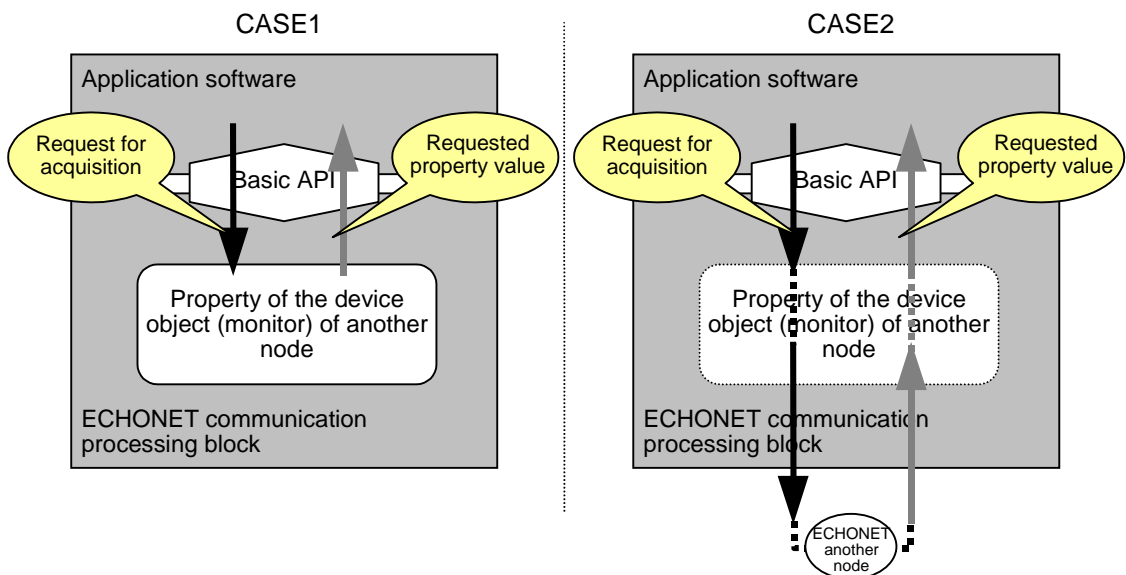 CASE1
Application software
Request for
acquisition
Basic API
Requested
property value
Property of the device
object (monitor) of another
node
ECHONET communication
processing block
CASE2
Application software
Request for
acquisition
Basic API
Requested
property value
Property of the device
object (monitor) of another
node
ECHONET communication
processing block
ECHONET
another
node